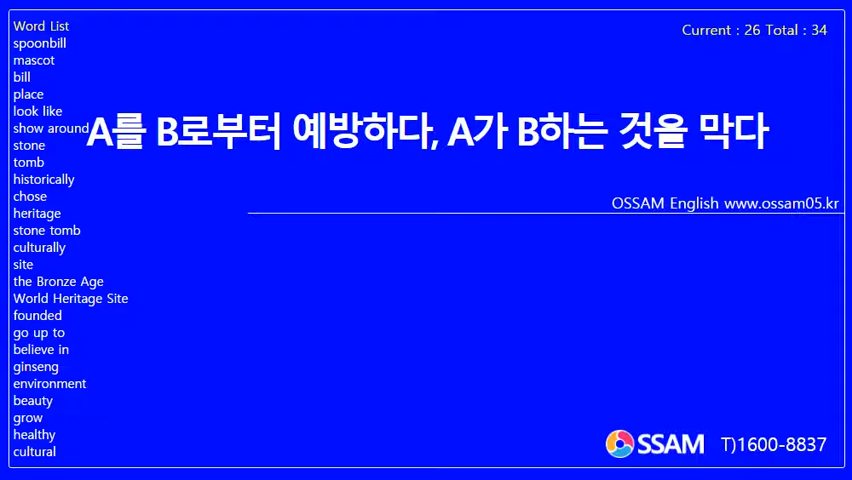 Word List
spoonbill
mascot
bill
place
look like
show around
stone
tomb
historically
chose
heritage
stone tomb
culturally
site
the Bronze Age
World Heritage Site
founded
go up to
believe in
ginseng
environment
beauty
grow
healthy
cultural
Current : 26 Total : 34
A를 B로부터 예방하다, A가 B하는 것을 막다
OSSAM English www.ossam05.kr
OSSAM T)1600-8837